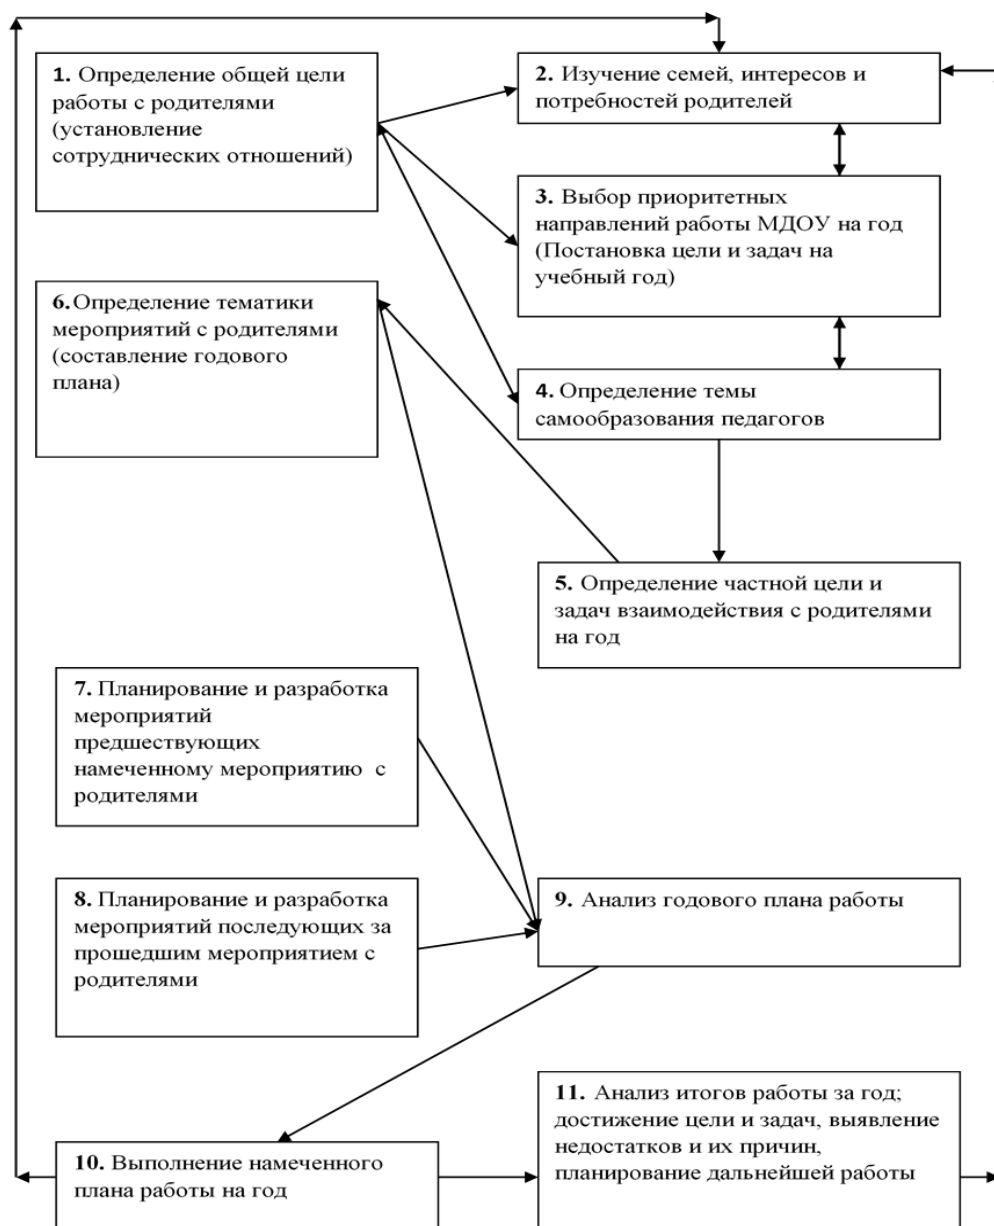 1. Определение общей цели
работы с родителями
(установление
сотруднических отношений)
2. Изучение семей, интересов и
потребностей родителей
3. Выбор приоритетных
направлений работы МДОУ на год
(Постановка цели и задач на
учебный год)
6.Определение тематики
мероприятий с родителями
(составление годового
плана)
4. Определение темы
самообразования педагогов
5. Определение частной цели и
задач взаимодействия с родителями
на год
7. Планирование и разработка
мероприятий
предшествующих
намеченному мероприятию с
родителями
8. Планирование и разработка
мероприятий последующих за
прошедшим мероприятием с
родителями
9. Анализ годового плана работы
10. Выполнение намеченного
плана работы на год
11. Анализ итогов работы за год;
достижение цели и задач, выявление
недостатков и их причин,
планирование дальнейшей работы